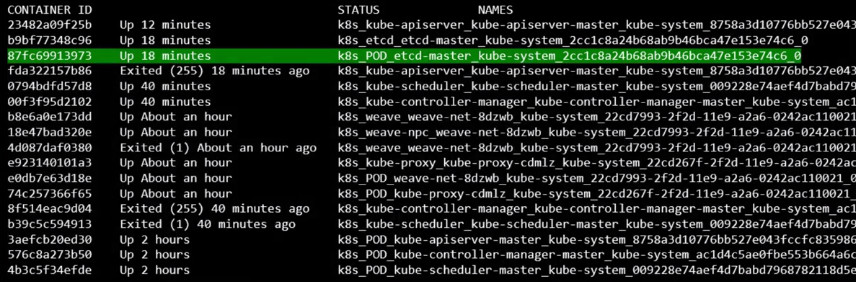 CONTAINER ID STATUS NAMES
23482a09f25b Up 12 minutes k8s_kube-apiserver_kube-apiserver-master_kube-system_8758a3d10776bb527e043
b9bf77348c96 Up 18 minutes k8s_etcd_etcd-master_kube-system_2cc1c8a24b68ab9b46bca47e153e74c6_0
87fc69913973 Up 18 minutes k8s_POD_etcd-master_kube-system_2cc1c8a24b68ab9b46bca47e153e74c6_0
fda322157b86 Exited (255) 18 minutes ago k8s_kube-apiserver_kube-apiserver-master_kube-system_8758a3d10776bb527e043
0794bdfd57d8 Up 40 minutes k8s_kube-scheduler_kube-scheduler-master_kube-system_009228e74aef4d7babd79
00f3f95d2102 Up 40 minutes k8s_kube-controller-manager_kube-controller-manager-master_kube-system_ac1
b8e6a0e173dd Up About an hour k8s_weave_weave-net-8dzwb_kube-system_22cd7993-2f2d-11e9-a2a6-0242ac110021
18e47bad320e Up About an hour k8s_weave-npc_weave-net-8dzwb_kube-system_22cd7993-2f2d-11e9-a2a6-0242ac11
4d087daf0380 Exited (1) About an hour ago k8s_weave_weave-net-8dzwb_kube-system_22cd7993-2f2d-11e9-a2a6-0242ac110021
e923140101a3 Up About an hour k8s_kube-proxy_kube-proxy-cdmlz_kube-system_22cd267f-2f2d-11e9-a2a6-0242ac
e0db7e63d18e Up About an hour k8s_POD_weave-net-8dzwb_kube-system_22cd7993-2f2d-11e9-a2a6-0242ac110021_0
74c257366f65 Up About an hour k8s_POD_kube-proxy-cdmlz_kube-system_22cd267f-2f2d-11e9-a2a6-0242ac110021_
8f514eac9d04 Exited (255) 40 minutes ago k8s_kube-controller-manager_kube-controller-manager-master_kube-system_ac1
b39c5c594913 Exited (1) 40 minutes ago k8s_kube-scheduler_kube-scheduler-master_kube-system_009228e74aef4d7babd79
3aefcb20ed30 Up 2 hours k8s_POD_kube-apiserver-master_kube-system_8758a3d10776bb527e043fccfc835986
576c8a273b50 Up 2 hours k8s_POD_kube-controller-manager-master_kube-system_ac1d4c5ae0fbe553b664a6c
4b3c5f34efde Up 2 hours k8s_POD_kube-scheduler-master_kube-system_009228e74aef4d7babd7968782118d5e